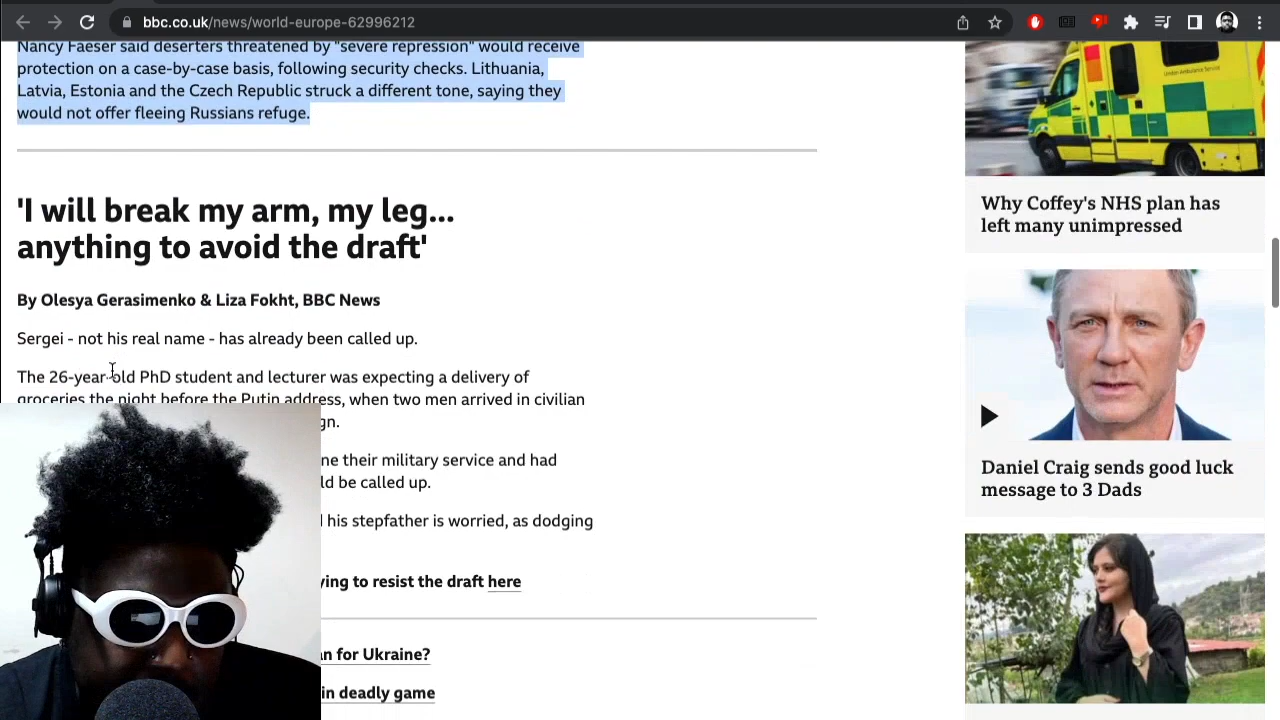 bbc.co.uk/news/world-europe-62996212
Nancy Faeser said deserters threatened by "severe repression" would receive
protection on a case-by-case basis, following security checks. Lithuania,
Latvia, Estonia and the Czech Republic struck a different tone, saying they
would not offer fleeing Russians refuge.
'I will break my arm, my leg...
anything to avoid the draft'
By Olesya Gerasimenko & Liza Fokht, BBC News
Sergei - not his real name - has already been called up.
The 26-year-old PhD student and lecturer was expecting a delivery of
groceries the night before the Putin address, when two men arrived in civilian
gn.
ne their military service and had
ld be called up.
his stepfather is worried, as dodging
ying to resist the draft here
an for Ukraine?
in deadly game
London Ambulance Service
Why Coffey's NHS plan has
left many unimpressed
Daniel Craig sends good luck
message to 3 Dads